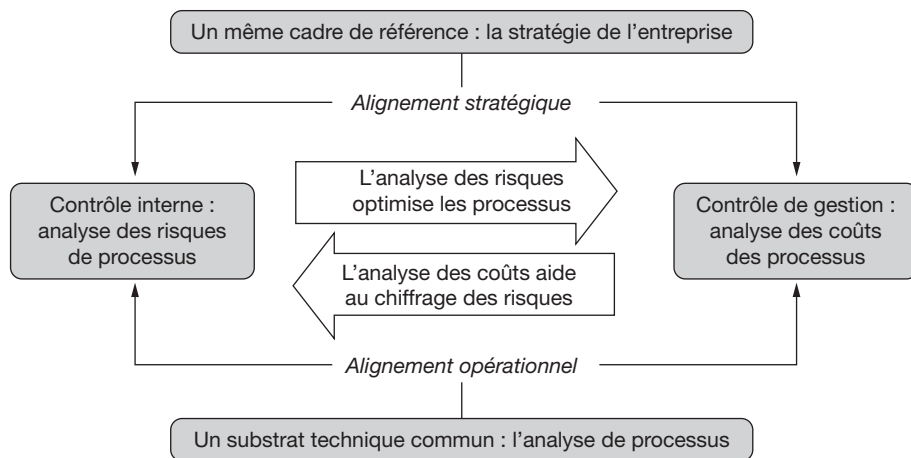 Un même cadre de référence : la stratégie de l’entreprise
Alignement stratégique
L’analyse des risques
optimise les processus
Contrôle interne :
analyse des risques
de processus
Contrôle de gestion :
analyse des coûts
des processus
L’analyse des coûts aide
au chiffrage des risques
Alignement opérationnel
Un substrat technique commun : l’analyse de processus